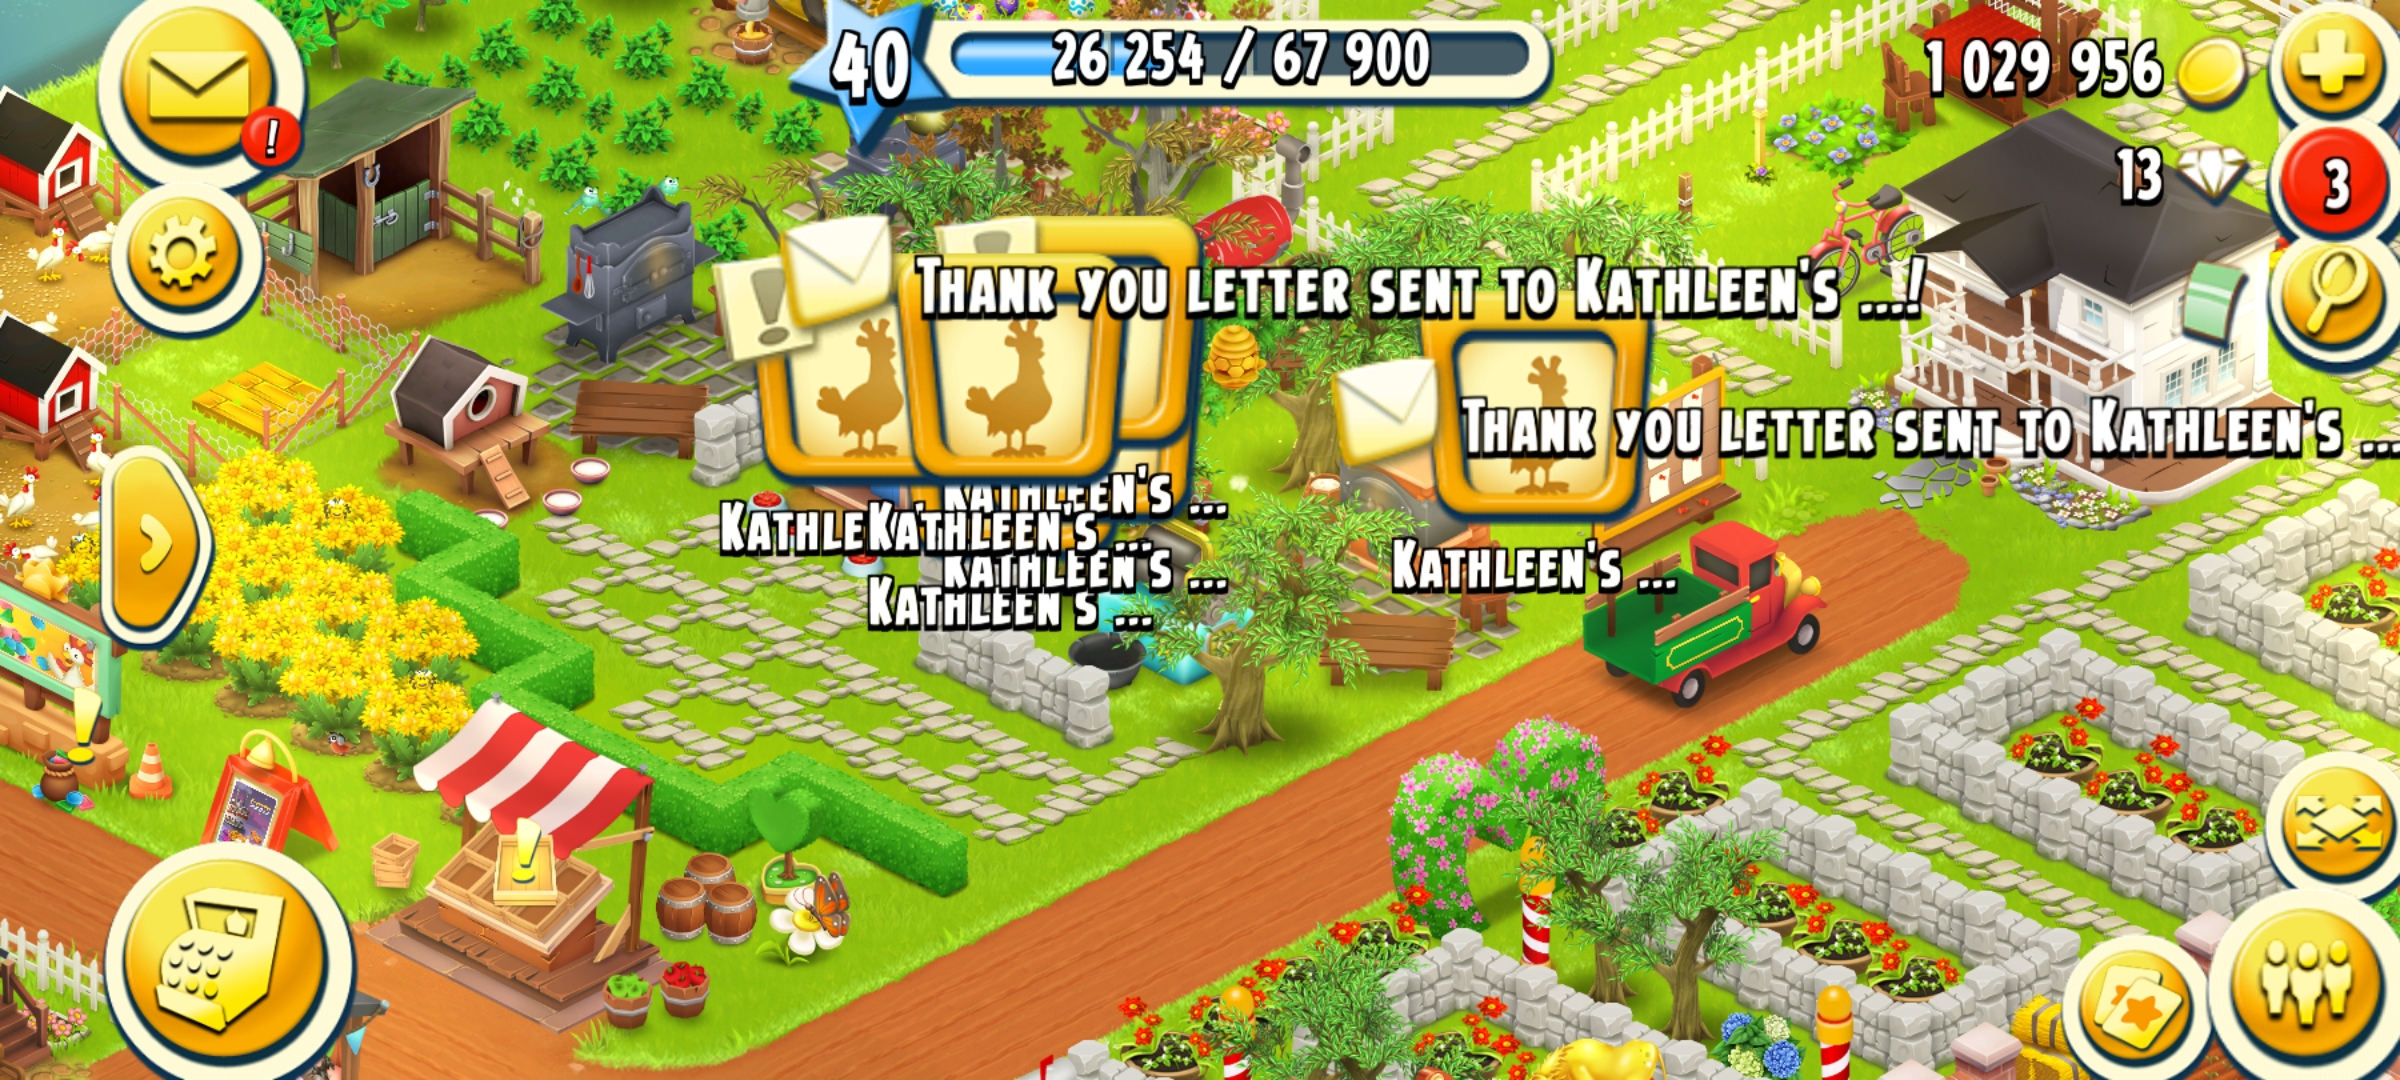 40
26 254 / 67 900
1 029 956
!
13
3
Thank you letter sent to Kathleen's ...!
Thank you letter sent to Kathleen's ...
Kathleen's ...
Kathle
Kathleen's ...
Kathleen's ...
Kathleen's ...
Kathleen's ...